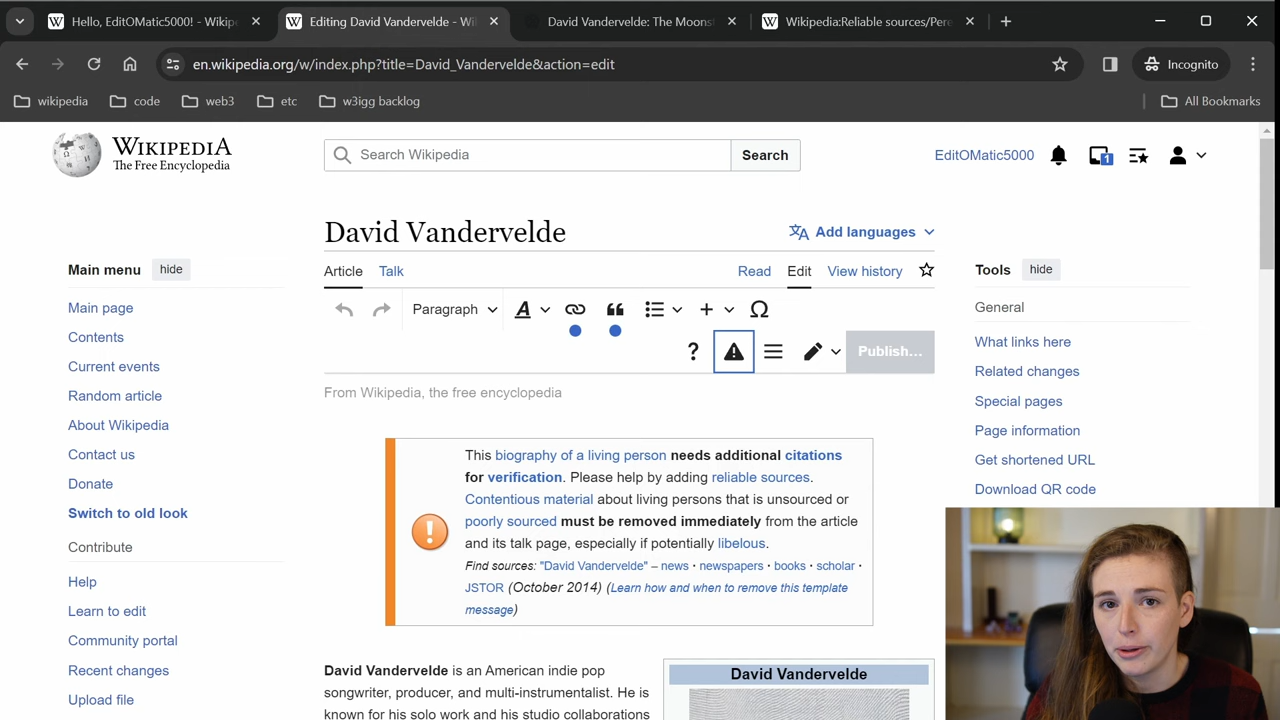 Hello, EditOMatic5000! - Wikipe
Editing David Vandervelde - Wi
David Vandervelde: The Moonst
Wikipedia:Reliable sources/Pere
en.wikipedia.org/w/index.php?title=David_Vandervelde&action=edit
Incognito
wikipedia
code
web3
etc
w3igg backlog
All Bookmarks
WIKIPEDIA
The Free Encyclopedia
Search Wikipedia
Search
EditOMatic5000
1
David Vandervelde
Add languages
Main menu
hide
Article
Talk
Read
Edit
View history
Tools
hide
Main page
Contents
Current events
Random article
About Wikipedia
Contact us
Donate
Switch to old look
Contribute
Help
Learn to edit
Community portal
Recent changes
Upload file
Paragraph
A
Ω
?
Publish…
From Wikipedia, the free encyclopedia
This biography of a living person needs additional citations
for verification. Please help by adding reliable sources.
Contentious material about living persons that is unsourced or
poorly sourced must be removed immediately from the article
and its talk page, especially if potentially libelous.
Find sources: "David Vandervelde" – news · newspapers · books · scholar ·
JSTOR (October 2014) (Learn how and when to remove this template
message)
David Vandervelde is an American indie pop
songwriter, producer, and multi-instrumentalist. He is
known for his solo work and his studio collaborations
David Vandervelde
General
What links here
Related changes
Special pages
Page information
Get shortened URL
Download QR code